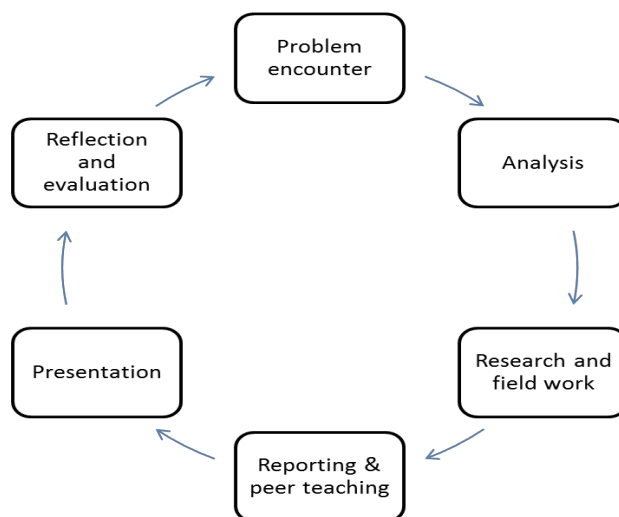 Problem
encounter
Analysis
Research and
field work
Reporting &
peer teaching
Presentation
Reflection
and
evaluation